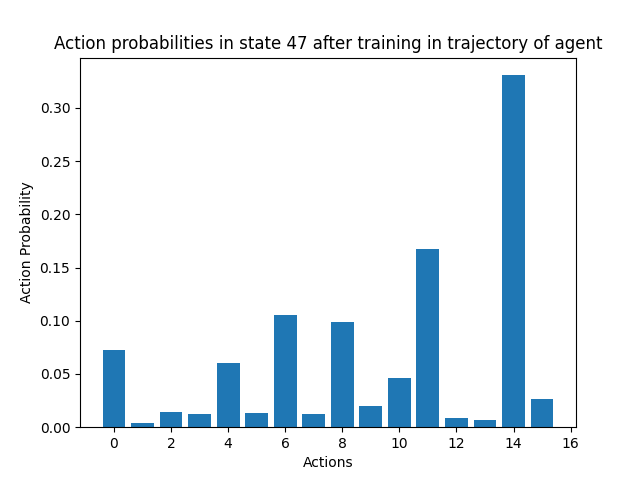 Action probabilities in state 47 after training in trajectory of agent
0.30
0.25
0.20
0.15
0.10
0.05
0.00
Action Probability
0 2 4 6 8 10 12 14 16
Actions